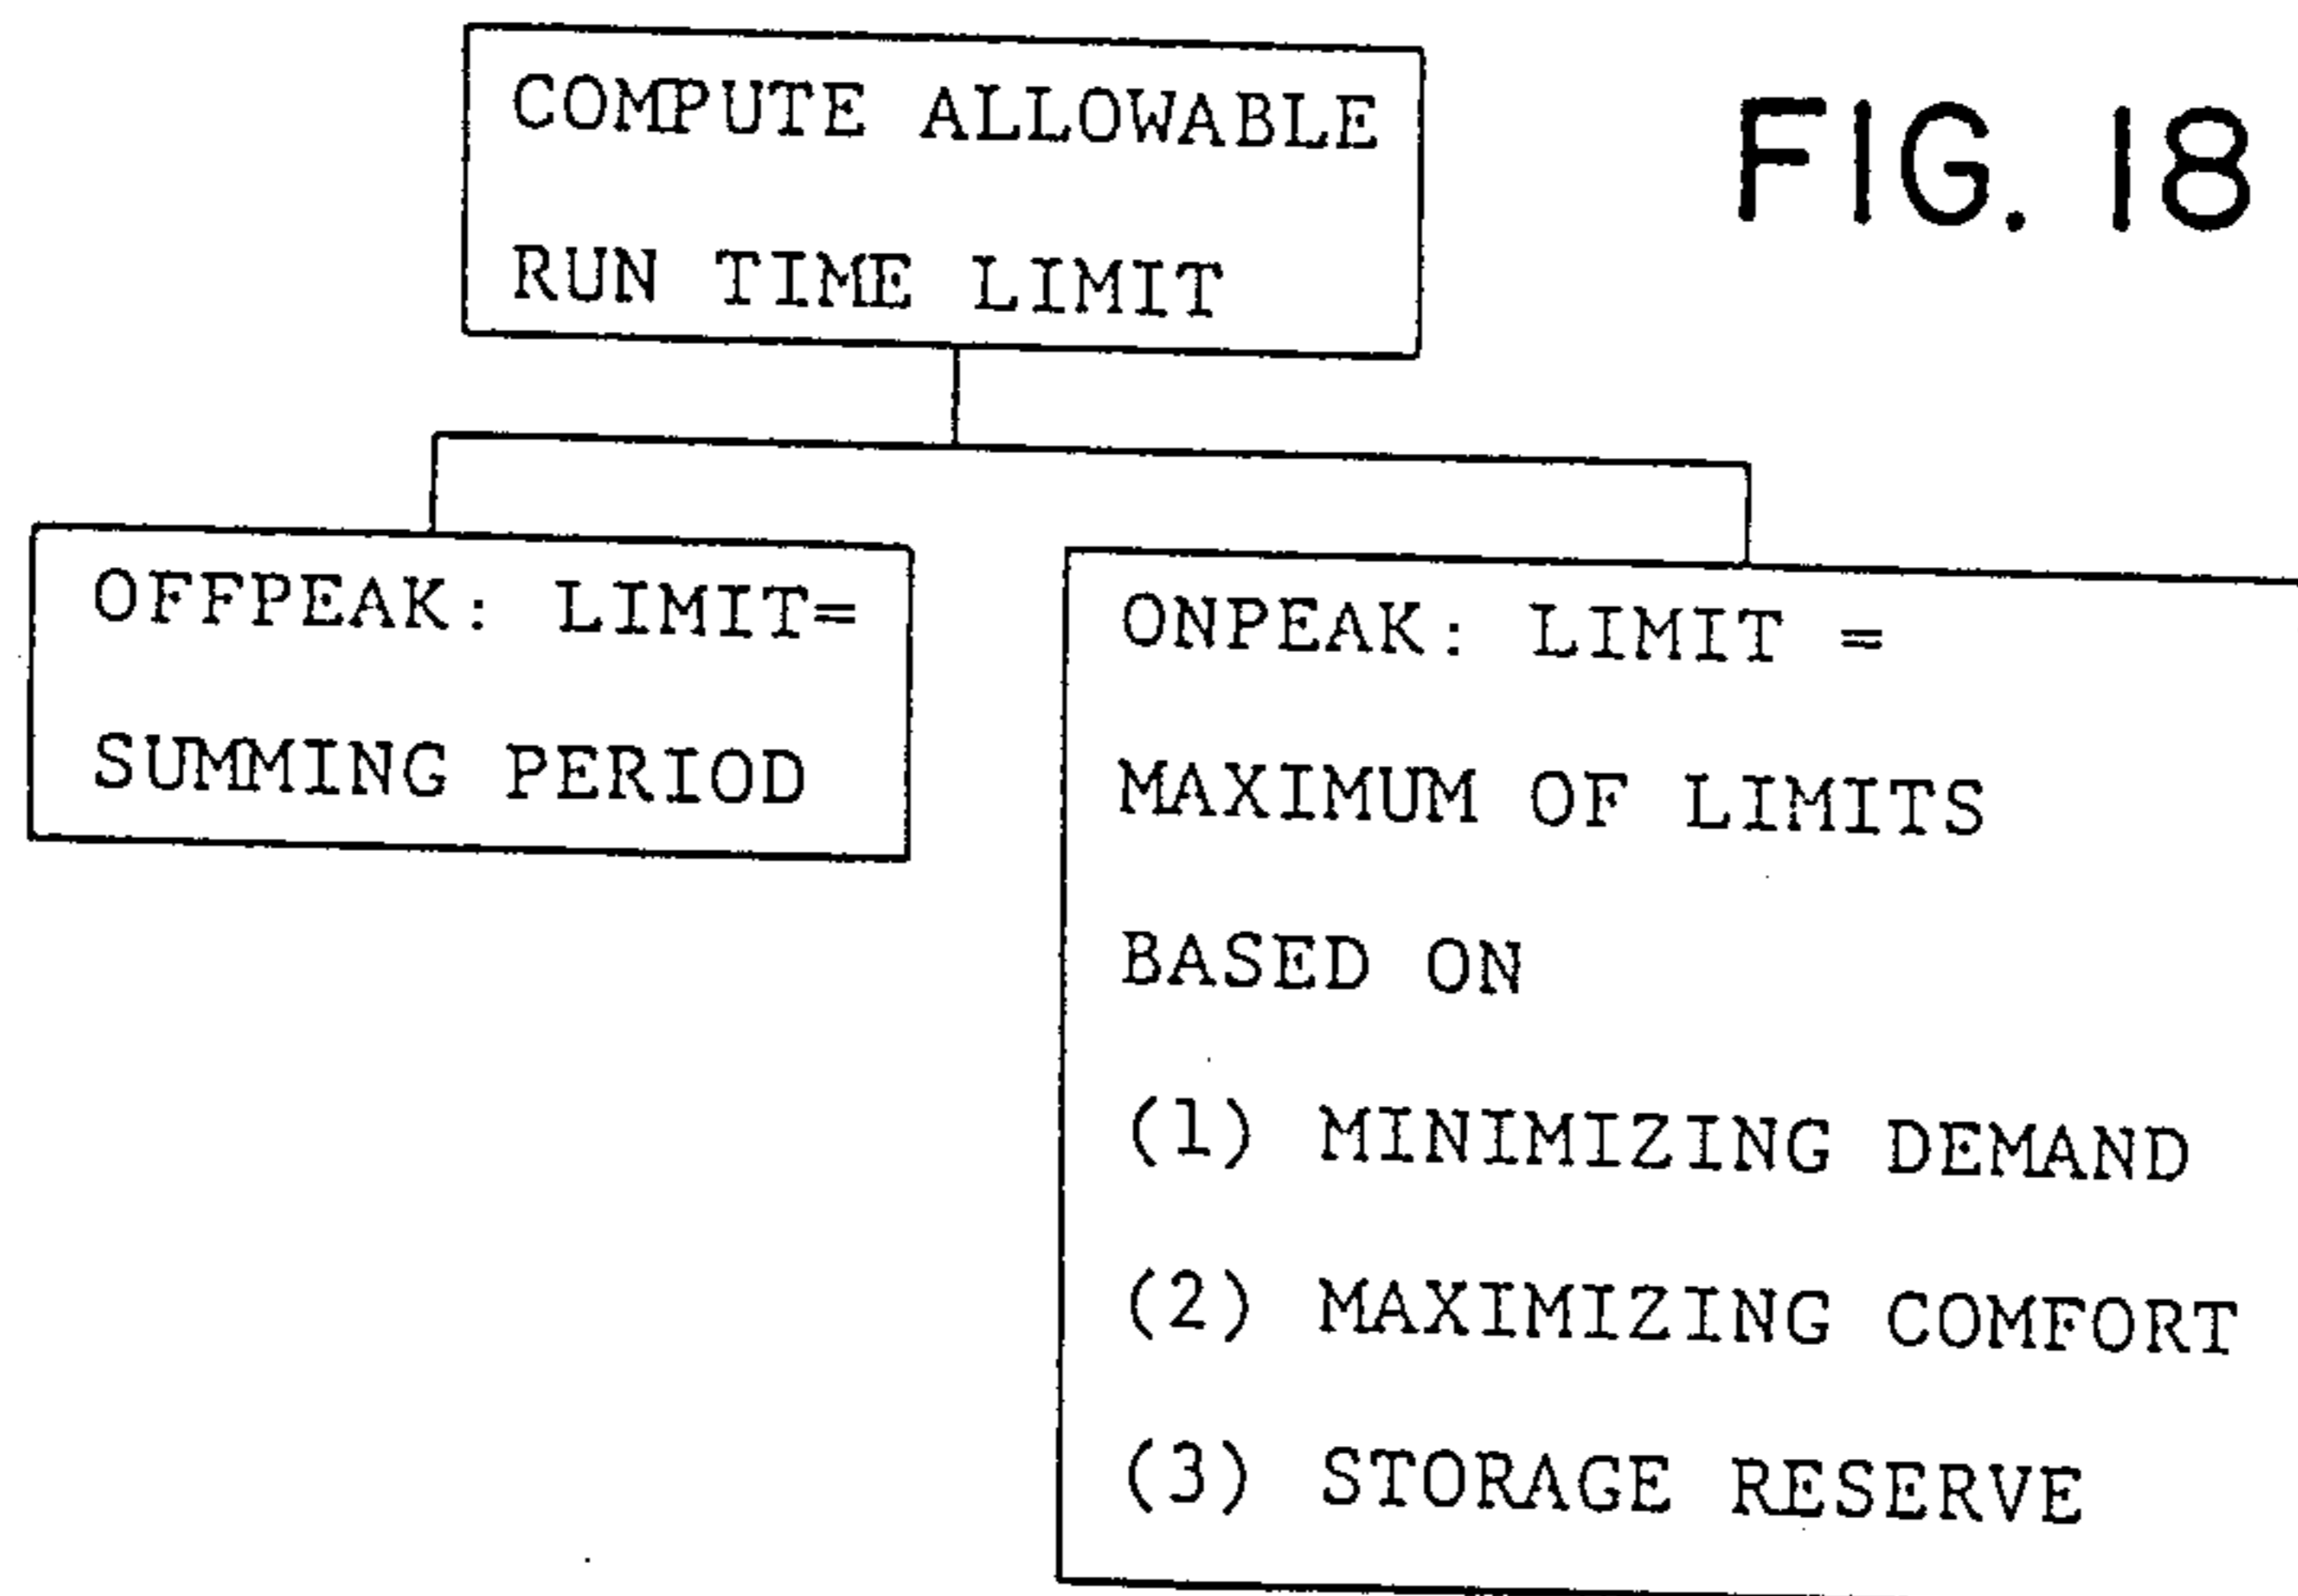 COMPUTE ALLOWABLE
RUN TIME LIMIT
FIG. 18
OFFPEAK: LIMIT=
SUMMING PERIOD
ONPEAK: LIMIT =
MAXIMUM OF LIMITS
BASED ON
(1) MINIMIZING DEMAND
(2) MAXIMIZING COMFORT
(3) STORAGE RESERVE